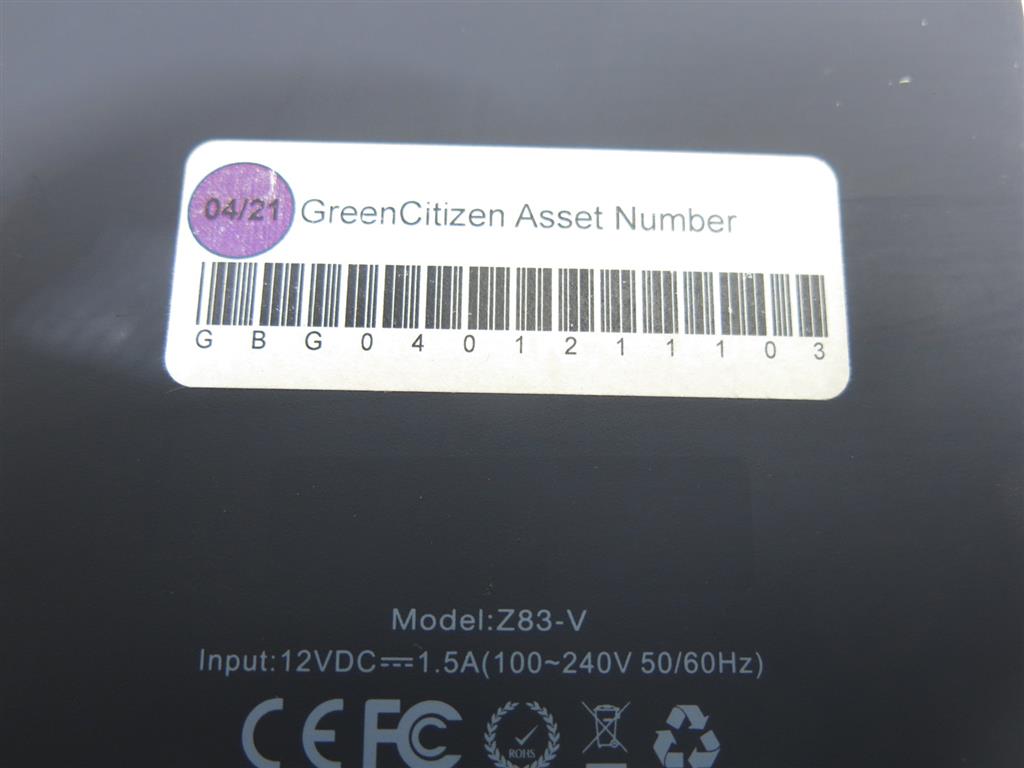 04/21 GreenCitizen Asset Number
G B G 0 4 0 1 2 1 1 1 0 3
Model:Z83-V
Input:12VDC⎓1.5A(100~240V 50/60Hz)
CE FC ROHS